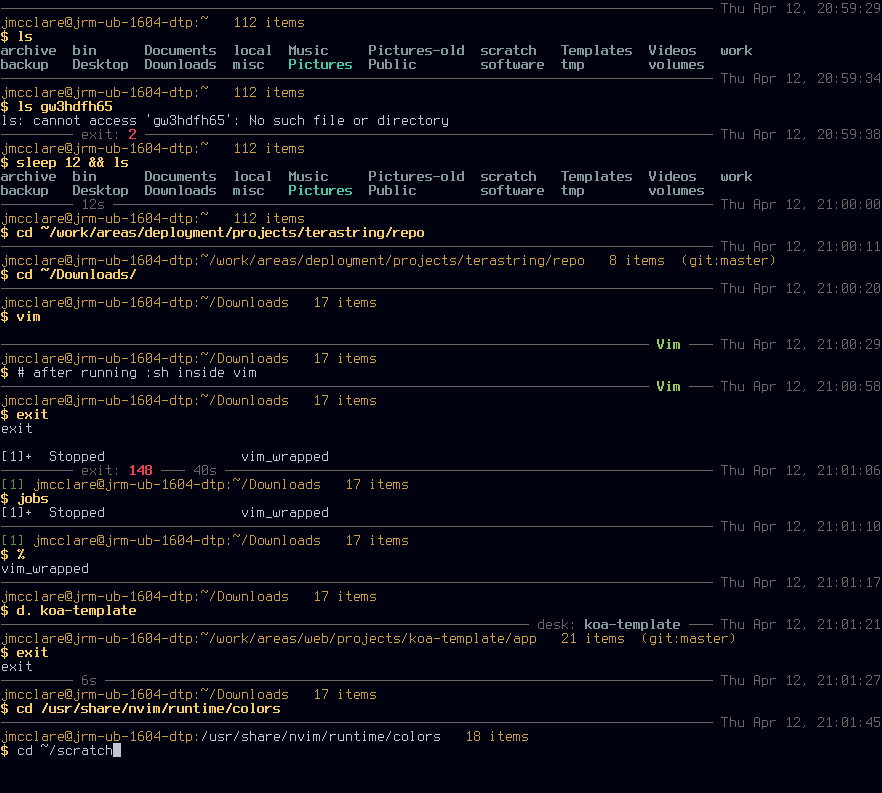 Thu Apr 12, 20:59:29
jmcclare@jrm-ub-1604-dtp:~   112 items
$ ls
archive  bin      Documents  local  Music     Pictures-old  scratch   Templates  Videos   work
backup   Desktop  Downloads  misc   Pictures  Public        software  tmp        volumes
Thu Apr 12, 20:59:34
jmcclare@jrm-ub-1604-dtp:~   112 items
$ ls gw3hdfh65
ls: cannot access 'gw3hdfh65': No such file or directory
exit: 2   Thu Apr 12, 20:59:38
jmcclare@jrm-ub-1604-dtp:~   112 items
$ sleep 12 && ls
archive  bin      Documents  local  Music     Pictures-old  scratch   Templates  Videos   work
backup   Desktop  Downloads  misc   Pictures  Public        software  tmp        volumes
12s   Thu Apr 12, 21:00:00
jmcclare@jrm-ub-1604-dtp:~   112 items
$ cd ~/work/areas/deployment/projects/terastring/repo
Thu Apr 12, 21:00:11
jmcclare@jrm-ub-1604-dtp:~/work/areas/deployment/projects/terastring/repo   8 items  (git:master)
$ cd ~/Downloads/
Thu Apr 12, 21:00:20
jmcclare@jrm-ub-1604-dtp:~/Downloads   17 items
$ vim
Vim   Thu Apr 12, 21:00:29
jmcclare@jrm-ub-1604-dtp:~/Downloads   17 items
$ # after running :sh inside vim
Vim   Thu Apr 12, 21:00:58
jmcclare@jrm-ub-1604-dtp:~/Downloads   17 items
$ exit
exit
[1]+  Stopped                 vim_wrapped
exit: 148   40s   Thu Apr 12, 21:01:06
[1] jmcclare@jrm-ub-1604-dtp:~/Downloads   17 items
$ jobs
[1]+  Stopped                 vim_wrapped
Thu Apr 12, 21:01:10
[1] jmcclare@jrm-ub-1604-dtp:~/Downloads   17 items
$ %
vim_wrapped
Thu Apr 12, 21:01:17
jmcclare@jrm-ub-1604-dtp:~/Downloads   17 items
$ d. koa-template
desk: koa-template   Thu Apr 12, 21:01:21
jmcclare@jrm-ub-1604-dtp:~/work/areas/web/projects/koa-template/app   21 items  (git:master)
$ exit
exit
6s   Thu Apr 12, 21:01:27
jmcclare@jrm-ub-1604-dtp:~/Downloads   17 items
$ cd /usr/share/nvim/runtime/colors
Thu Apr 12, 21:01:45
jmcclare@jrm-ub-1604-dtp:/usr/share/nvim/runtime/colors   18 items
$ cd ~/scratch